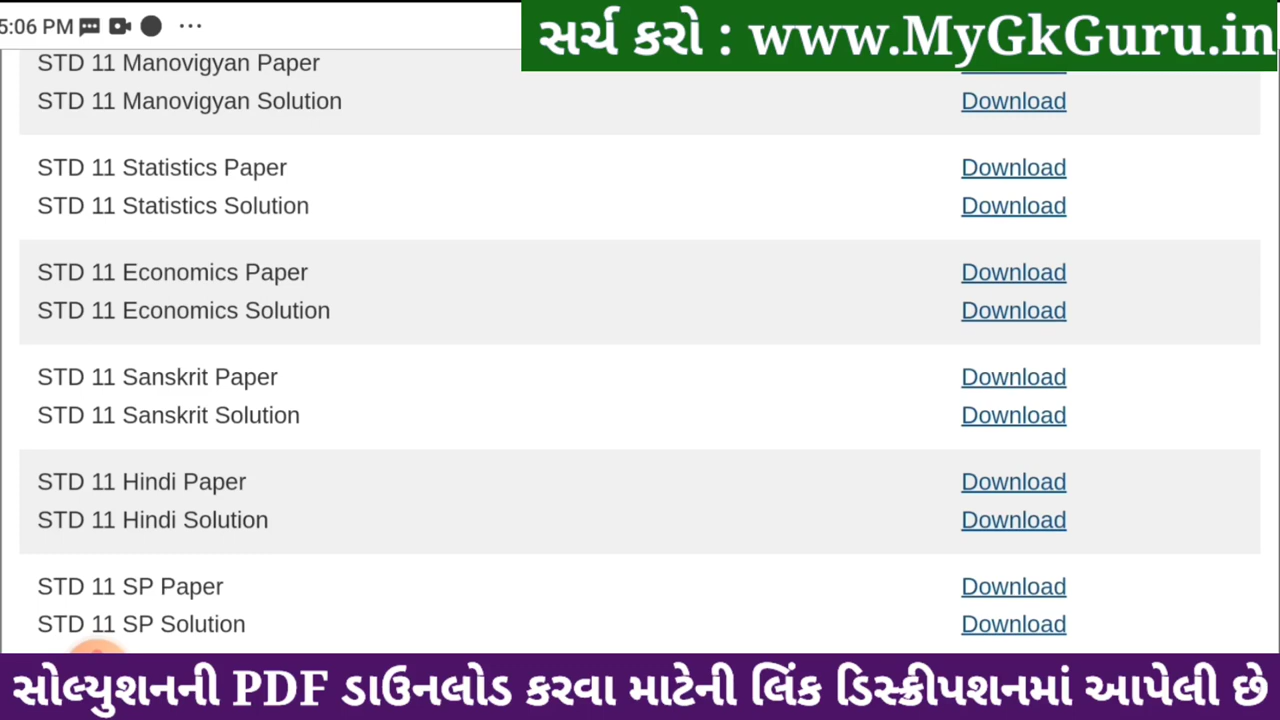 5:06 PM
સર્ચ કરો : www.MyGkGuru.in
STD 11 Manovigyan Paper
STD 11 Manovigyan Solution Download
STD 11 Statistics Paper Download
STD 11 Statistics Solution Download
STD 11 Economics Paper Download
STD 11 Economics Solution Download
STD 11 Sanskrit Paper Download
STD 11 Sanskrit Solution Download
STD 11 Hindi Paper Download
STD 11 Hindi Solution Download
STD 11 SP Paper Download
STD 11 SP Solution Download
સોલ્યુશનની PDF ડાઉનલોડ કરવા માટેની લિંક ડિસ્ક્રીપશનમાં આપેલી છે